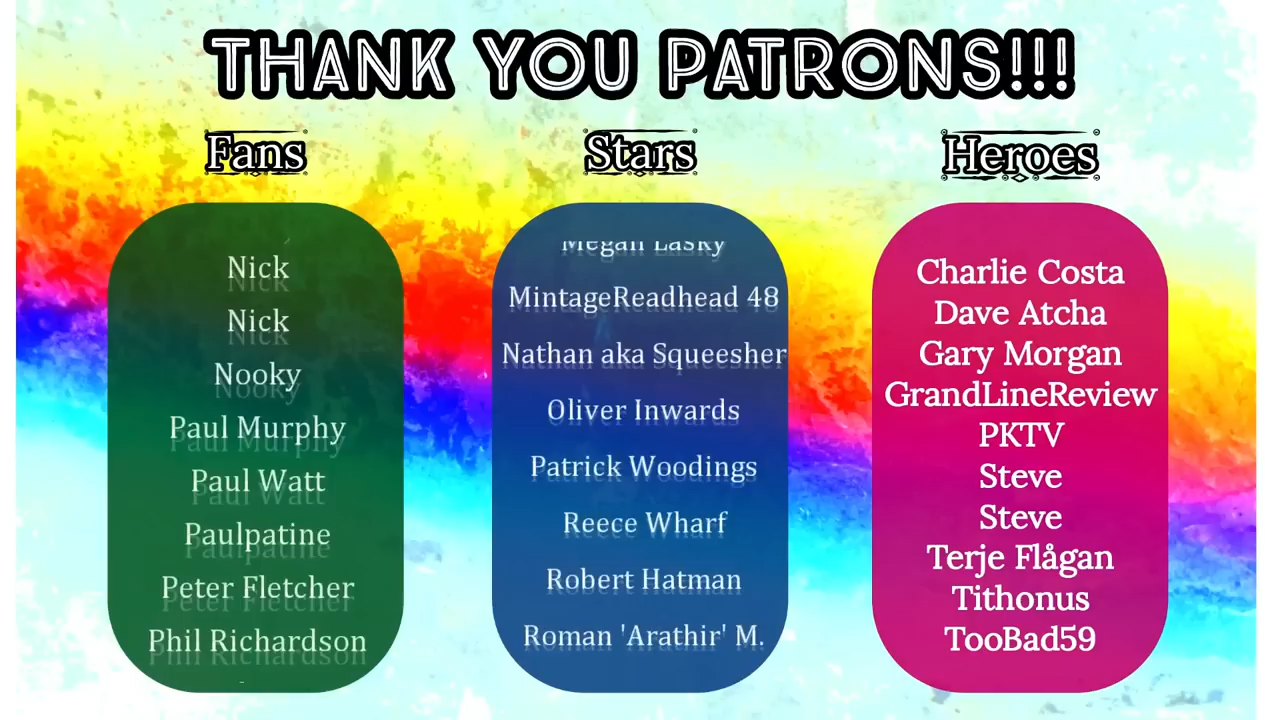 THANK YOU PATRONS!!!
Fans
Nick
Nick
Nooky
Paul Murphy
Paul Watt
Paulpatine
Peter Fletcher
Phil Richardson
Stars
Megan Lasky
MintageReadhead 48
Nathan aka Squeesher
Oliver Inwards
Patrick Woodings
Reece Wharf
Robert Hatman
Roman 'Arathir' M.
Heroes
Charlie Costa
Dave Atcha
Gary Morgan
GrandLineReview
PKTV
Steve
Steve
Terje Flågan
Tithonus
TooBad59